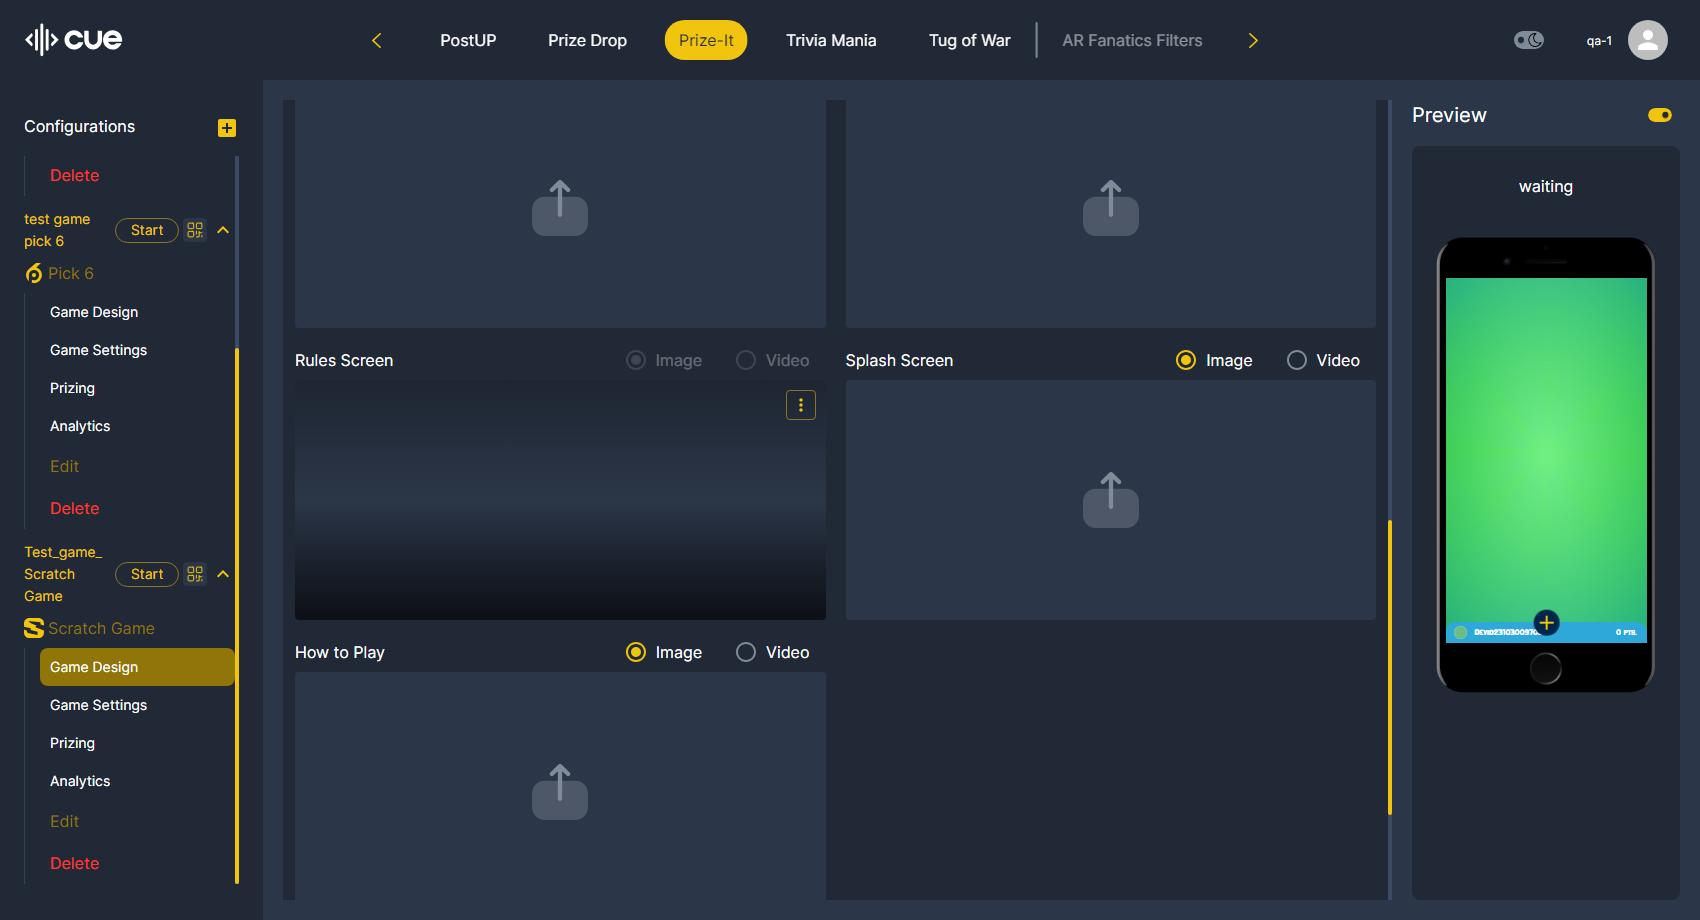 cue
PostUP
Prize Drop
Prize-It
Trivia Mania
Tug of War
AR Fanatics Filters
qa-1
Configurations
Delete
test game
pick 6
Start
Pick 6
Game Design
Game Settings
Prizing
Analytics
Edit
Delete
Test_game_
Scratch
Game
Start
Scratch Game
Game Design
Game Settings
Prizing
Analytics
Edit
Delete
Rules Screen
Image
Video
Splash Screen
Image
Video
How to Play
Image
Video
Preview
waiting
0 PTS.